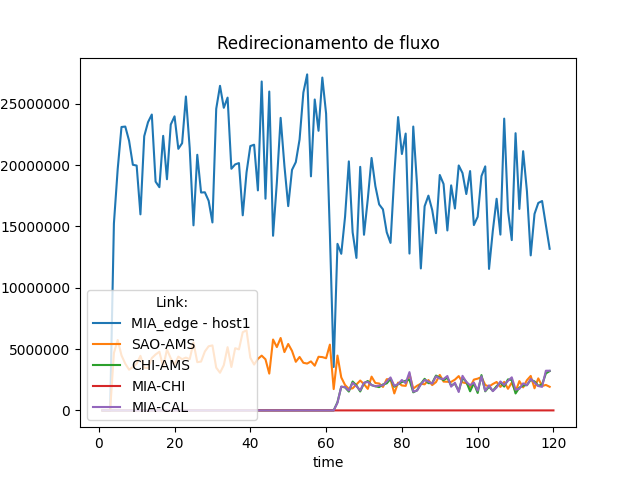 Redirecionamento de fluxo
25000000
20000000
15000000
10000000
5000000
0
Link:
MIA_edge - host1
SAO-AMS
CHI-AMS
MIA-CHI
MIA-CAL
0 20 40 60 80 100 120
time